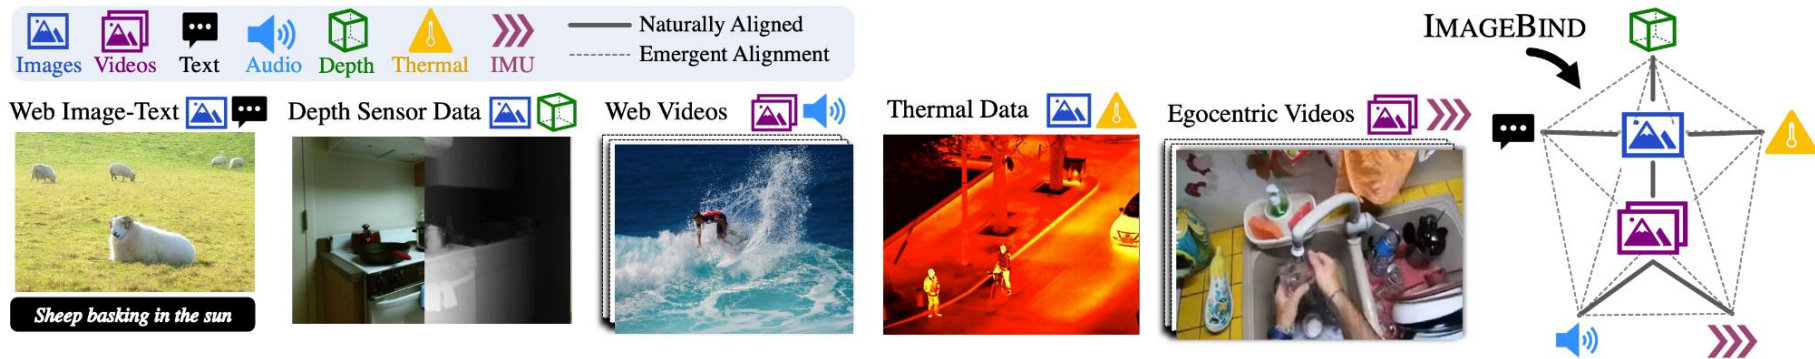 Images Videos Text Audio Depth Thermal IMU
Naturally Aligned
Emergent Alignment
Web Image-Text
Sheep basking in the sun
Depth Sensor Data
Web Videos
Thermal Data
Egocentric Videos
IMAGEBIND